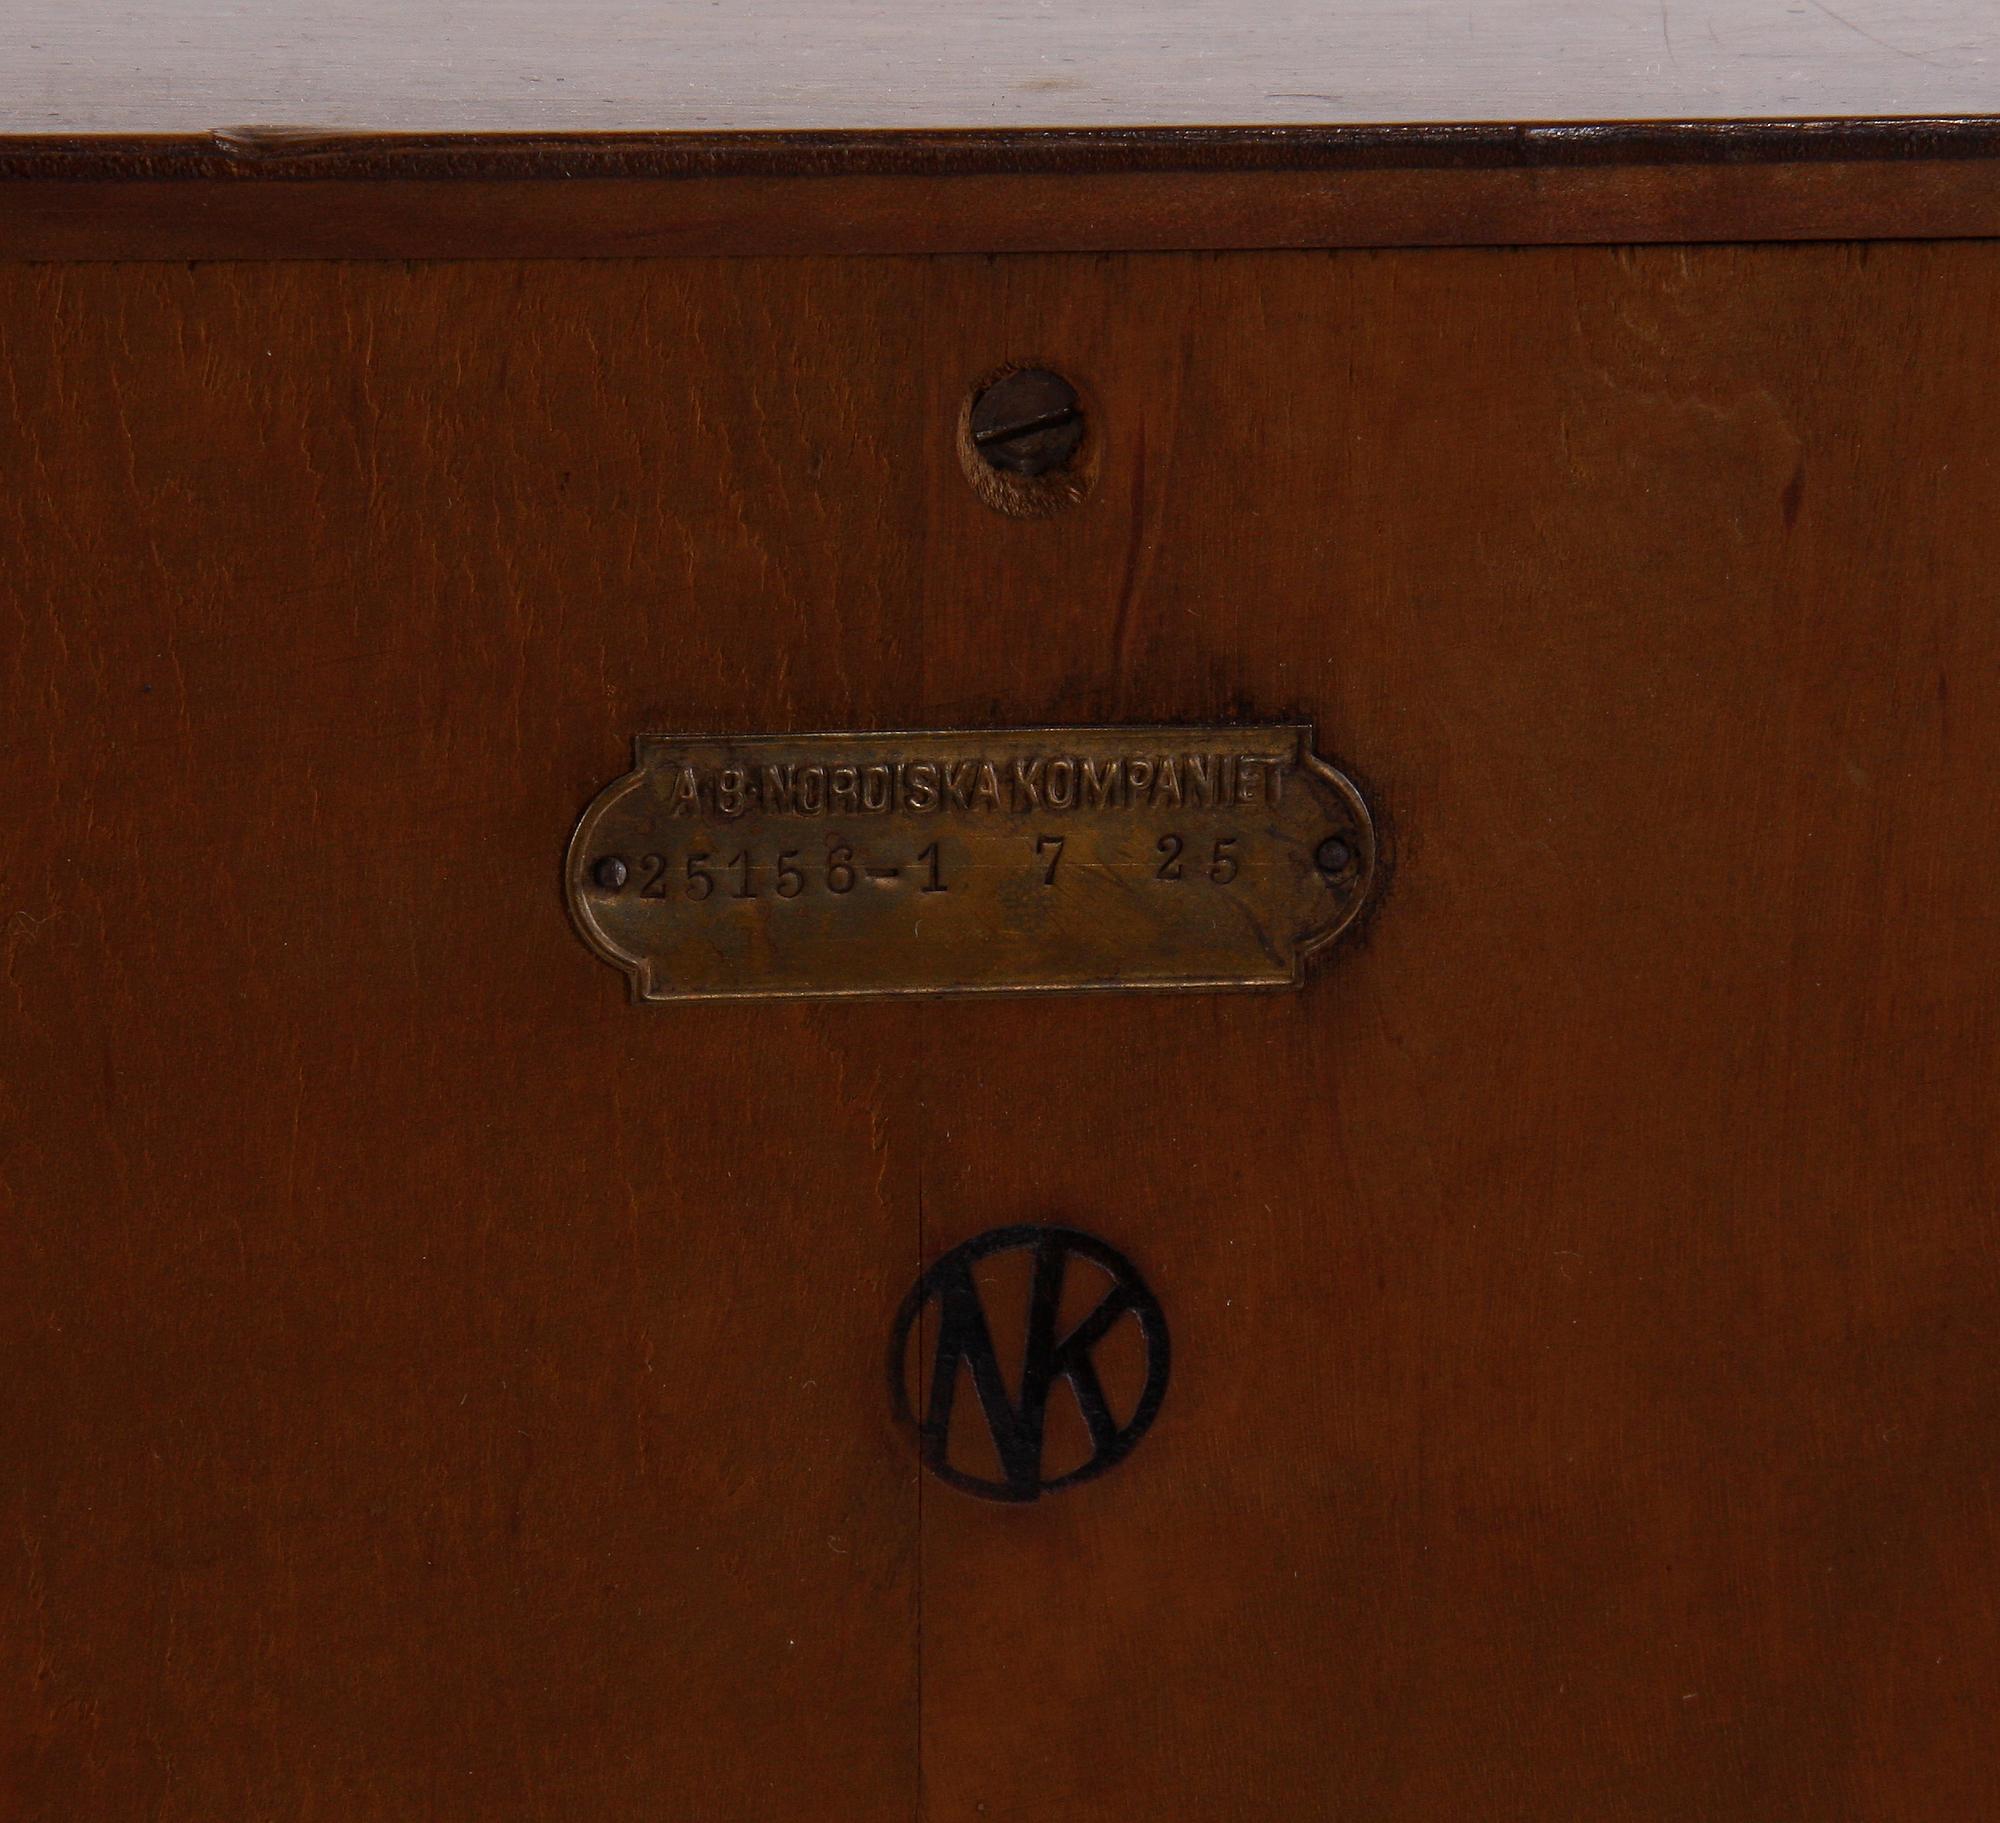 A.B. NORDISKA KOMPANIET
25156-1 7 25
NK